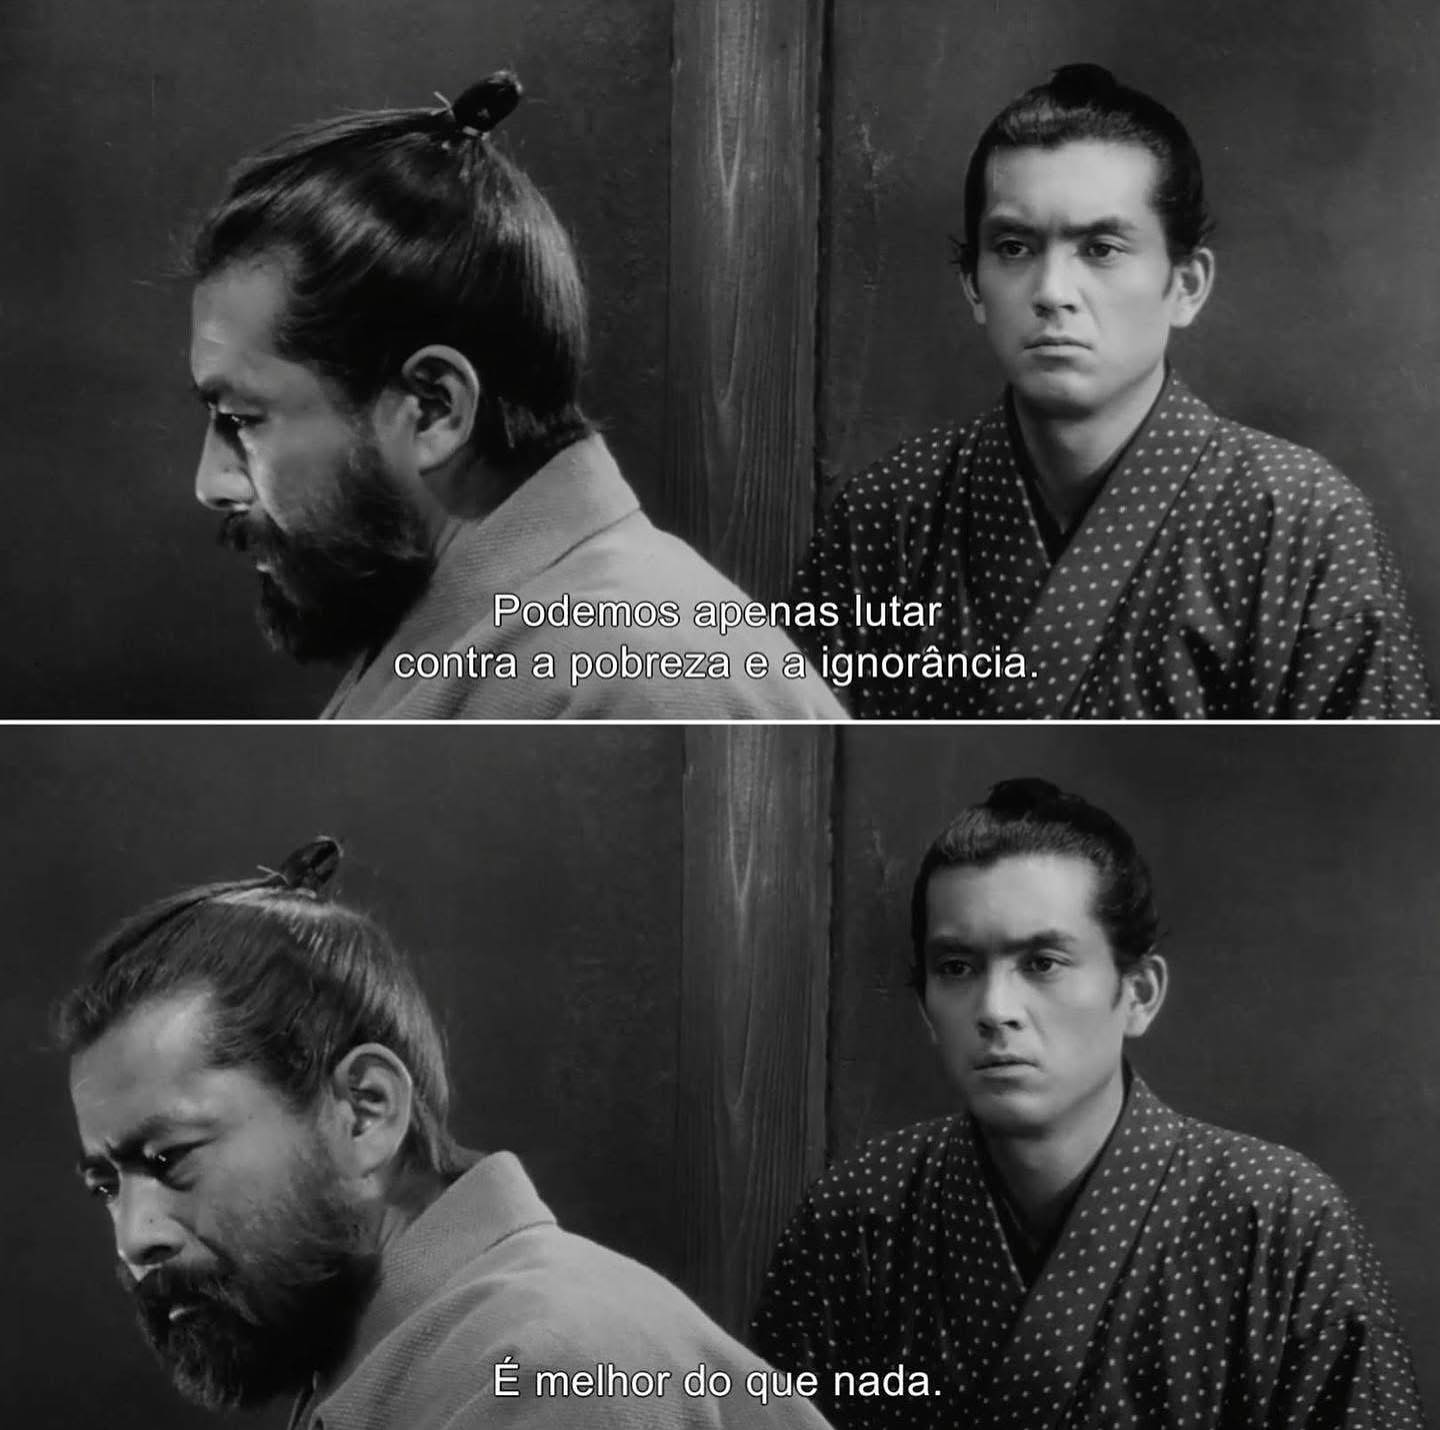 Podemos apenas lutar
contra a pobreza e a ignorância.
É melhor do que nada.